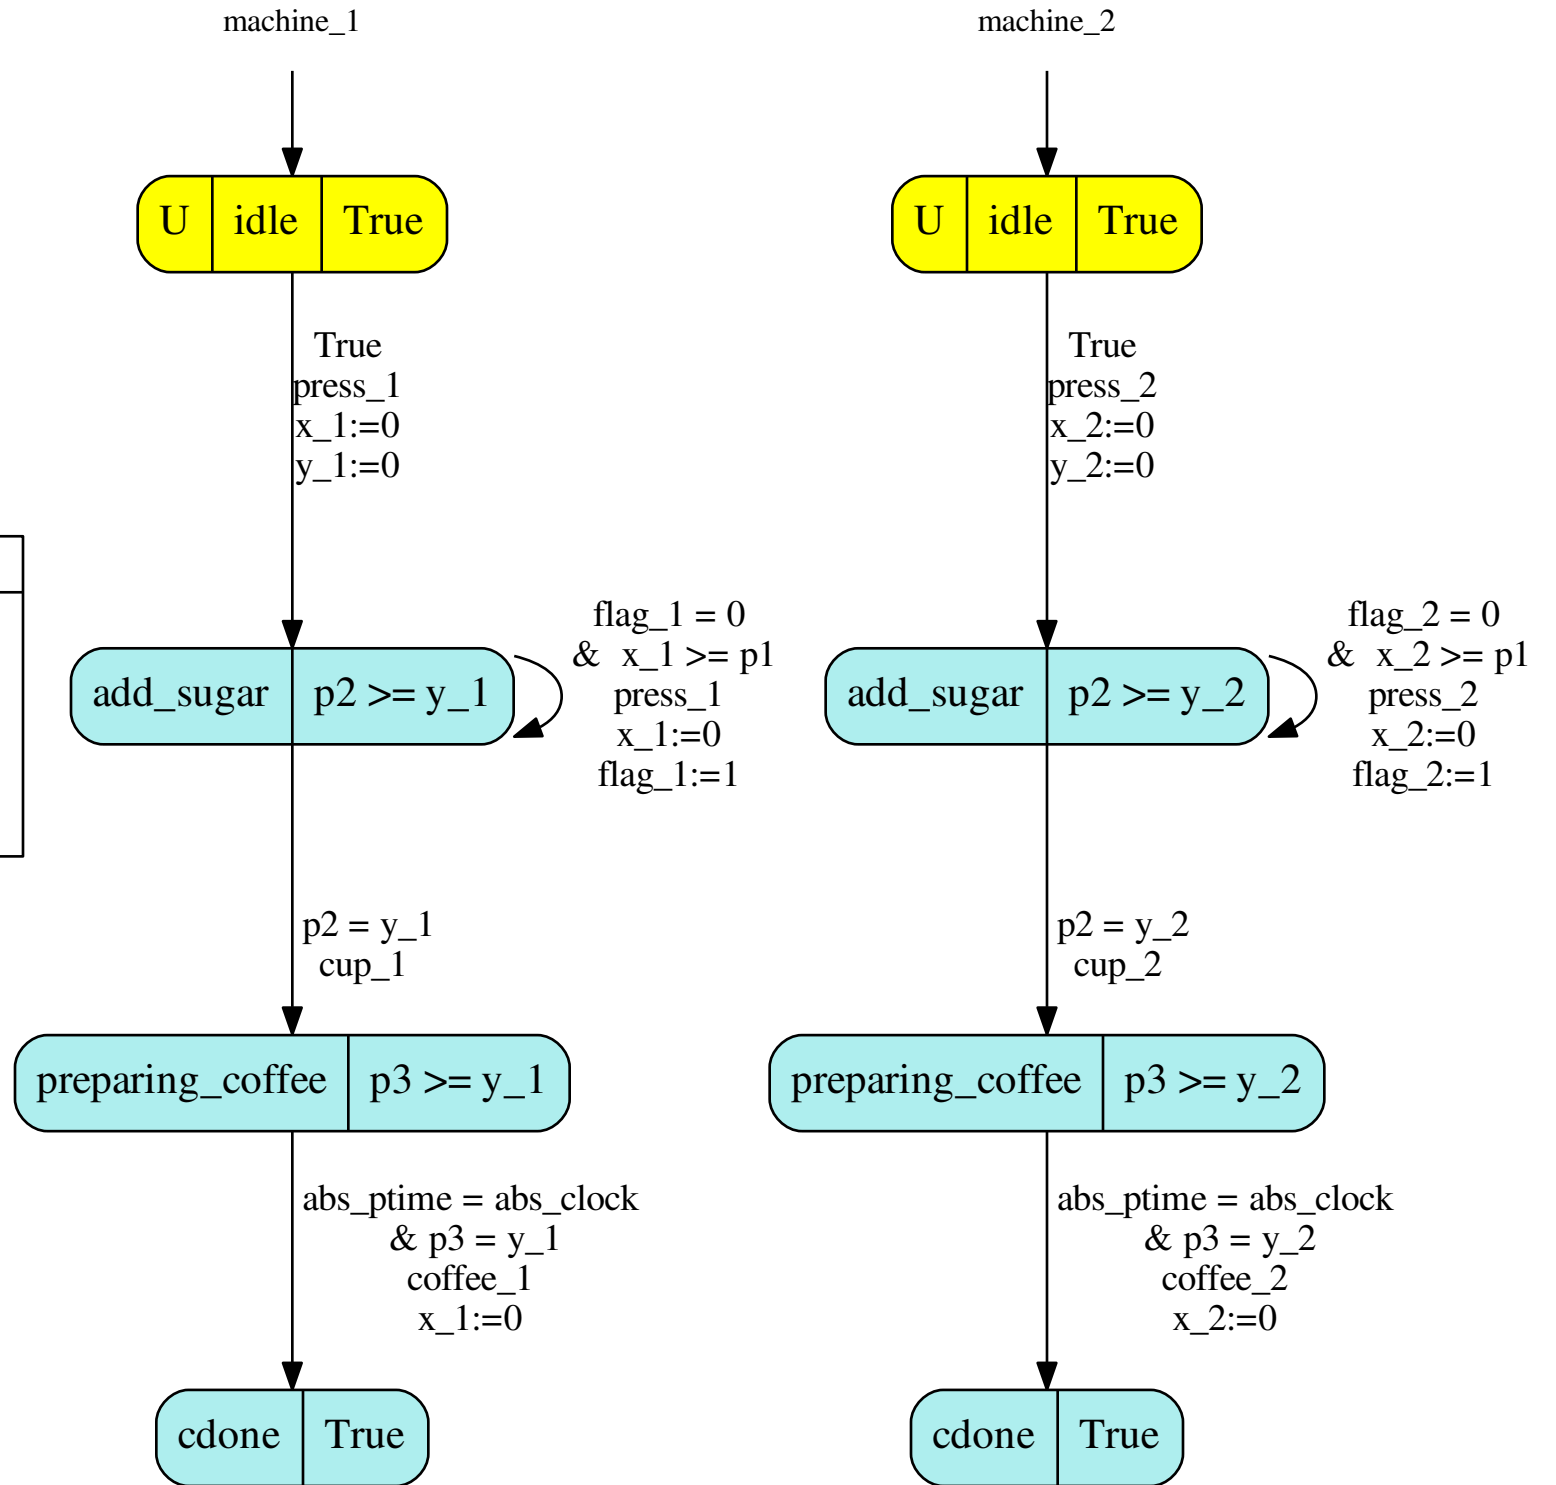 machine_1
U idle True
True
press_1
x_1:=0
y_1:=0
add_sugar p2 >= y_1
flag_1 = 0
& x_1 >= p1
press_1
x_1:=0
flag_1:=1
p2 = y_1
cup_1
preparing_coffee p3 >= y_1
abs_ptime = abs_clock
& p3 = y_1
coffee_1
x_1:=0
cdone True
machine_2
U idle True
True
press_2
x_2:=0
y_2:=0
add_sugar p2 >= y_2
flag_2 = 0
& x_2 >= p1
press_2
x_2:=0
flag_2:=1
p2 = y_2
cup_2
preparing_coffee p3 >= y_2
abs_ptime = abs_clock
& p3 = y_2
coffee_2
x_2:=0
cdone True